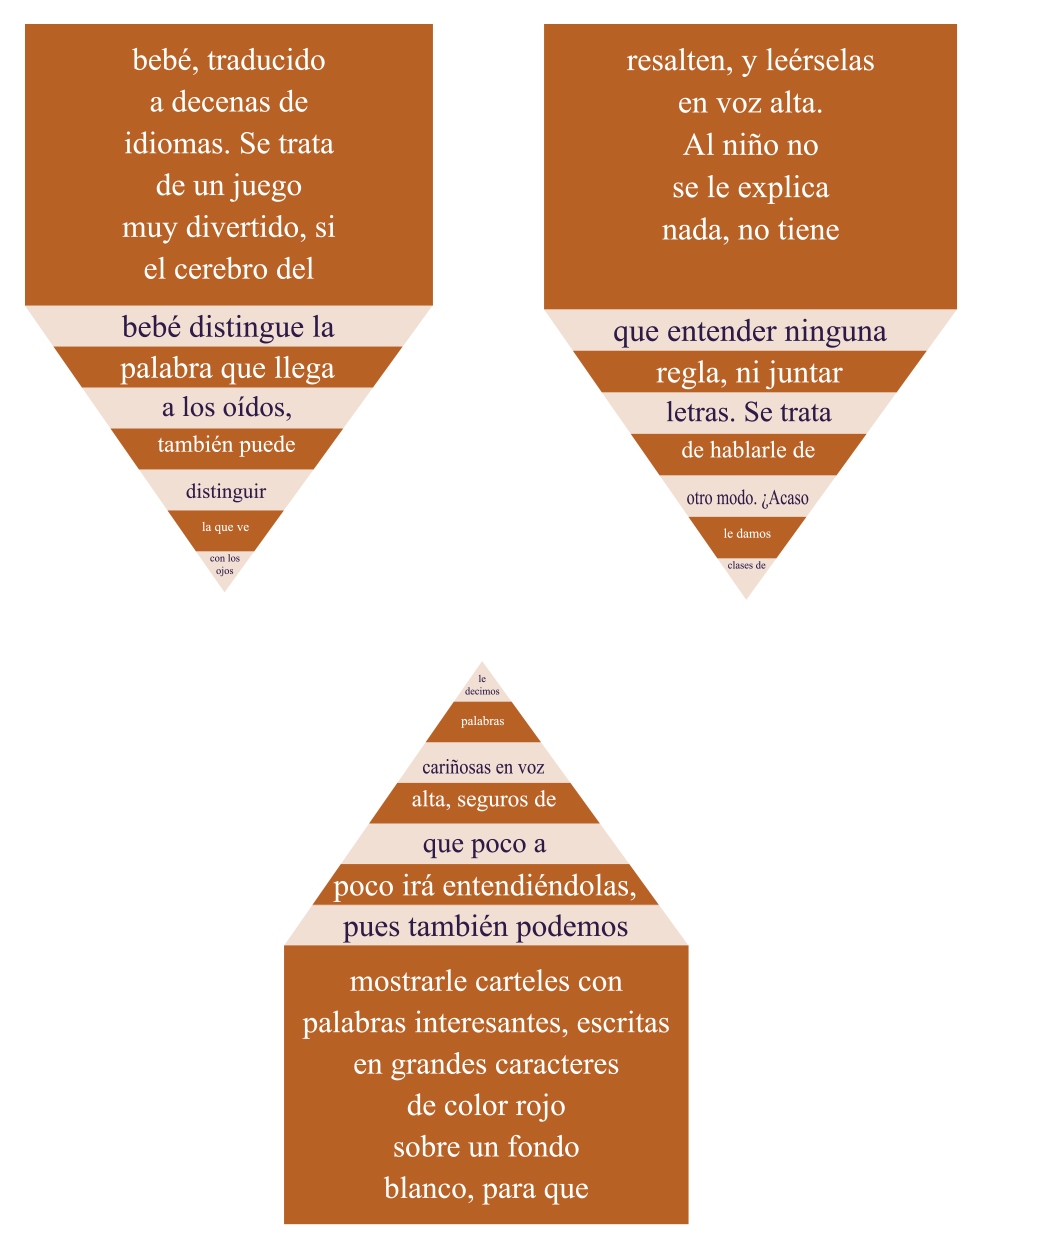 bebé, traducido
a decenas de
idiomas. Se trata
de un juego
muy divertido, si
el cerebro del
bebé distingue la
palabra que llega
a los oídos,
también puede
distinguir
la que ve
con los
ojos
resalten, y leérselas
en voz alta.
Al niño no
se le explica
nada, no tiene
que entender ninguna
regla, ni juntar
letras. Se trata
de hablarle de
otro modo. ¿Acaso
le damos
clases de
le
decimos
palabras
cariñosas en voz
alta, seguros de
que poco a
poco irá entendiéndolas,
pues también podemos
mostrarle carteles con
palabras interesantes, escritas
en grandes caracteres
de color rojo
sobre un fondo
blanco, para que